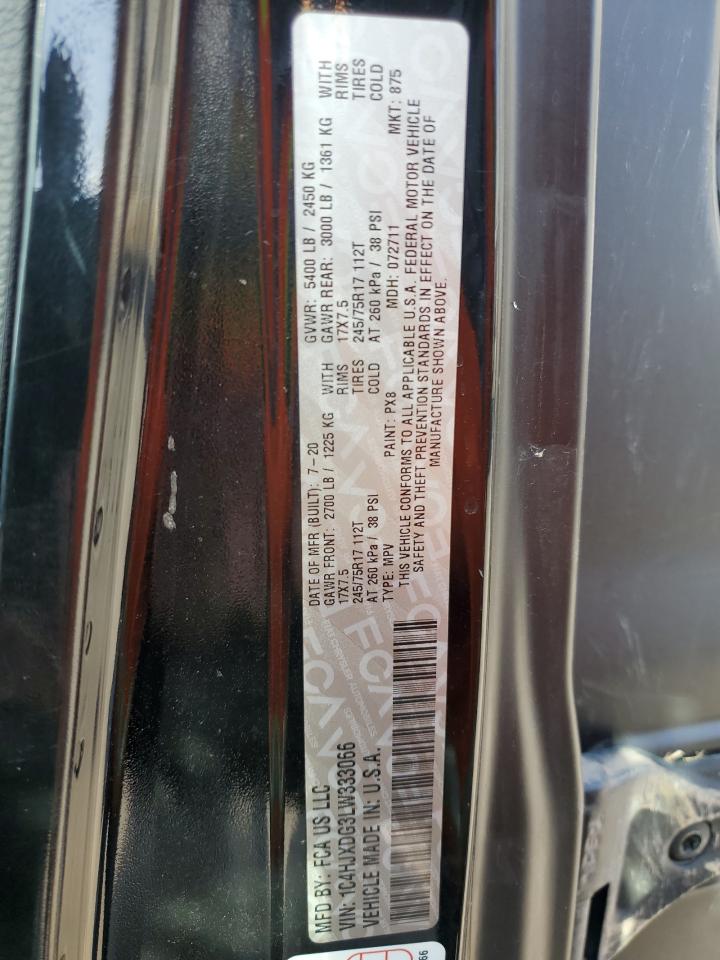 MFD BY: FCA US LLC
DATE OF MFR (BUILT): 7-20
GVWR: 5400 LB / 2450 KG
VIN: 1C4HJXDG3LW333066
GAWR FRONT: 2700 LB / 1225 KG WITH
GAWR REAR: 3000 LB / 1361 KG WITH
VEHICLE MADE IN: U.S.A.
17X7.5 RIMS
17X7.5 RIMS
245/75R17 112T TIRES
245/75R17 112T TIRES
AT 260 kPa / 38 PSI COLD
AT 260 kPa / 38 PSI COLD
TYPE: MPV PAINT: PX8 MDH: 072711 MKT: 875
THIS VEHICLE CONFORMS TO ALL APPLICABLE U.S.A. FEDERAL MOTOR VEHICLE
SAFETY AND THEFT PREVENTION STANDARDS IN EFFECT ON THE DATE OF
MANUFACTURE SHOWN ABOVE.
66